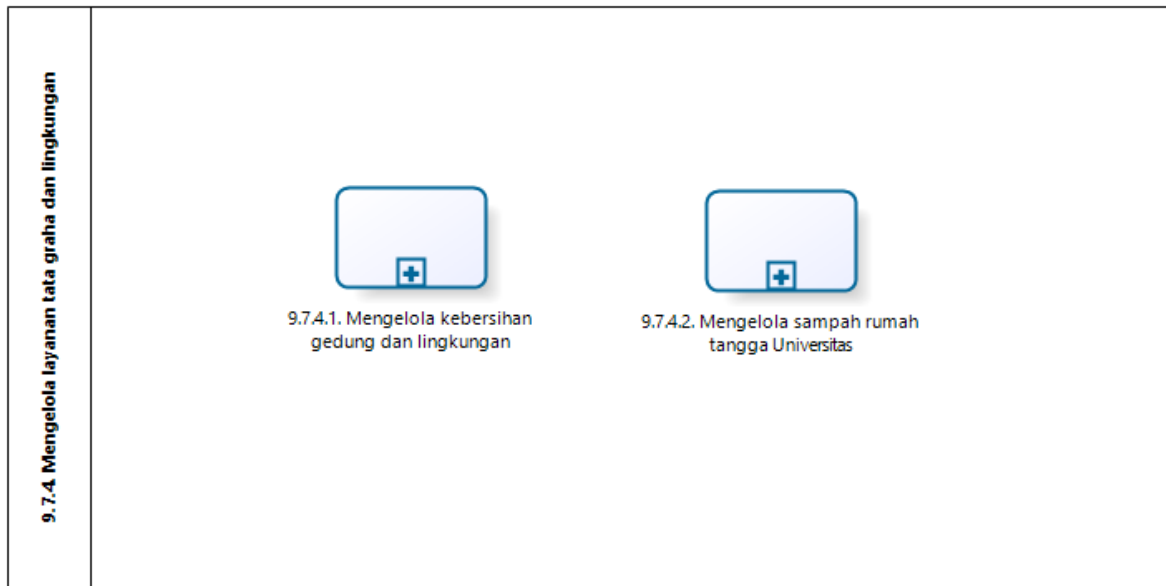 9.7.4. Mengelola layanan tata graha dan lingkungan
9.7.4.1. Mengelola kebersihan
gedung dan lingkungan
9.7.4.2. Mengelola sampah rumah
tangga Universitas